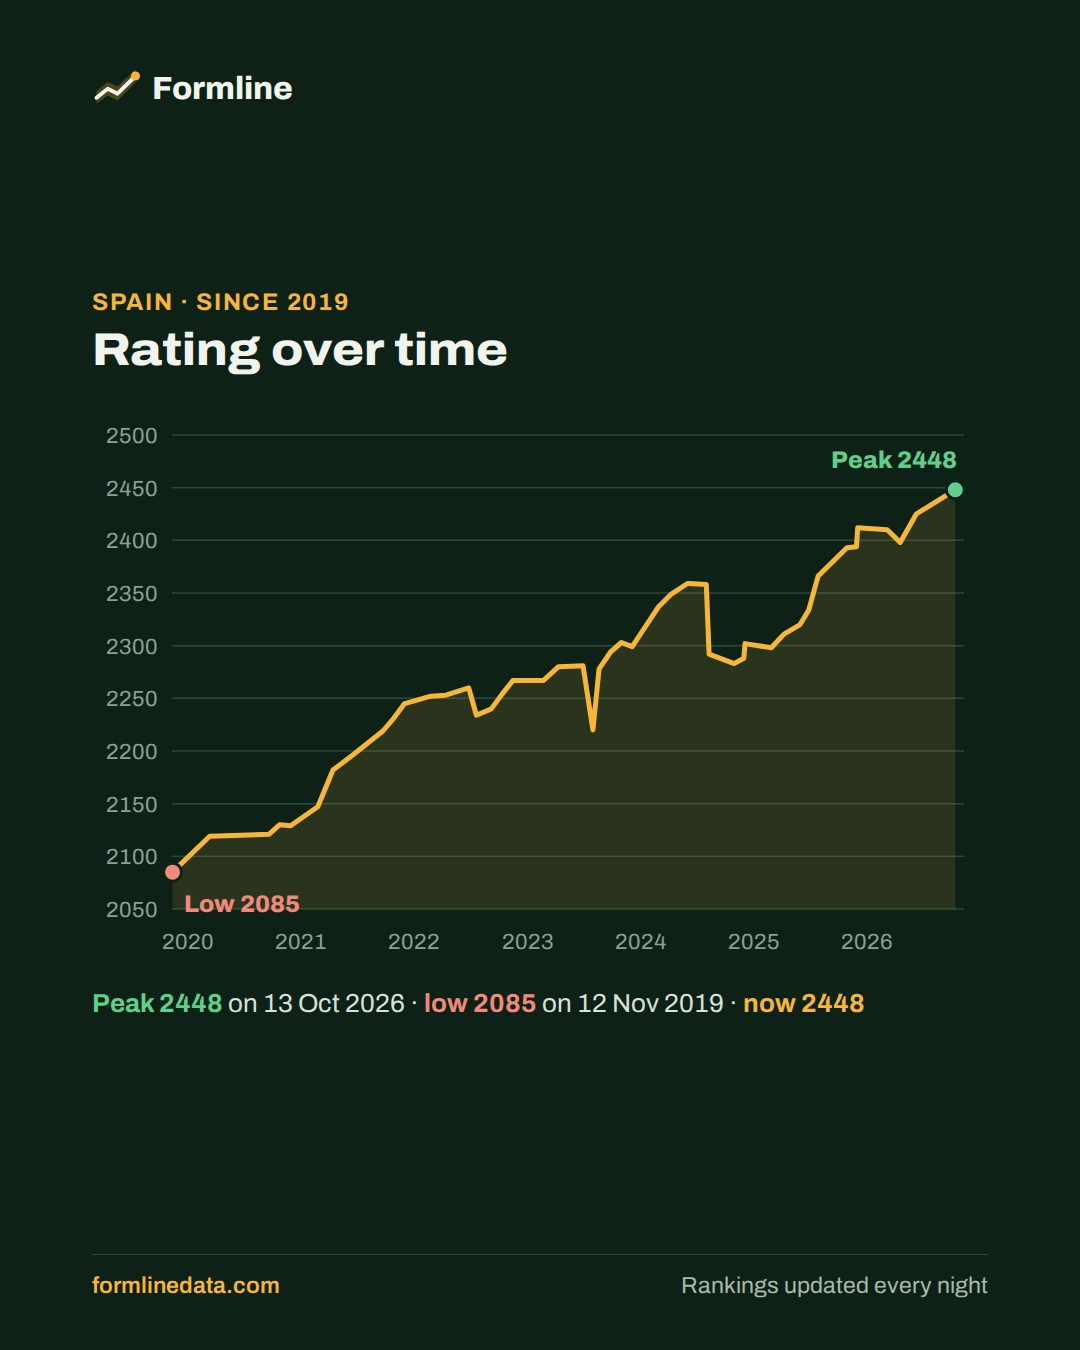 Formline
SPAIN · SINCE 2019
Rating over time
2500
Peak 2448
2450
2400
2350
2300
2250
2200
2150
2100
Low 2085
2050
2020 2021 2022 2023 2024 2025 2026
Peak 2448 on 13 Oct 2026 · low 2085 on 12 Nov 2019 · now 2448
formlinedata.com
Rankings updated every night